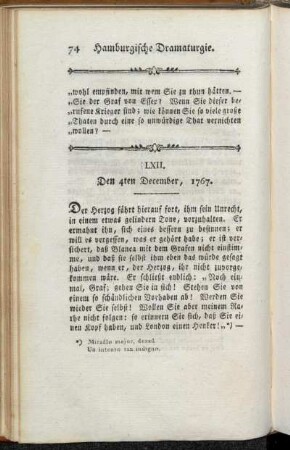 74 Hamburgische Dramaturgie.
„wohl empfinden, mit wem Sie zu thun hätten. —
„Sie der Graf von Essex? Wenn Sie dieser be-
„rufene Krieger sind; wie können Sie so viele große
„Thaten durch eine so unwürdige That vernichten
„wollen? —
LXII.
Den 4ten December, 1767.
Der Herzog fährt hierauf fort, ihm sein Unrecht,
in einem etwas gelindern Tone, vorzuhalten. Er
ermahnt ihn, sich eines bessern zu besinnen; er
will es vergessen, was er gehört habe; er ist ver-
sichert, daß Blanca mit dem Grafen nicht einstim-
me, und daß sie selbst ihm eben das würde gesagt
haben, wenn er, der Herzog, ihr nicht zuvorge-
kommen wäre. Er schließt endlich: „Noch ein-
mal, Graf; gehen Sie in sich! Stehen Sie von
einem so schändlichen Vorhaben ab! Werden Sie
wieder Sie selbst! Wollen Sie aber meinem Ra-
the nicht folgen: so erinnern Sie sich, daß Sie ei-
nen Kopf haben, und London einen Henker!„*) —
*) Miraldo mejor, dexad
Un intento tan indigno,